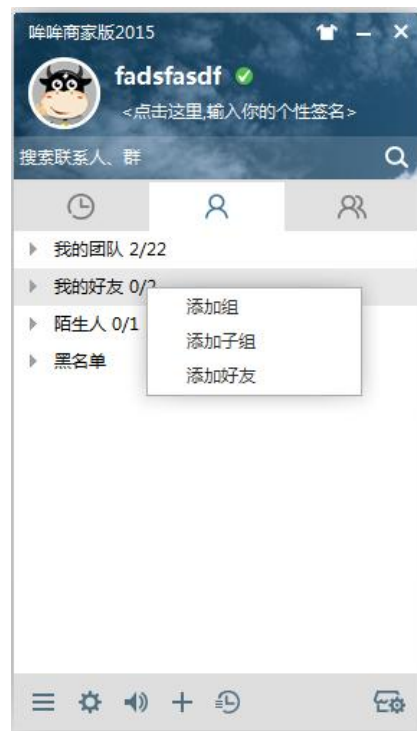 哞哞商家版2015
fadsfasdf
<点击这里,输入你的个性签名>
搜索联系人、群
我的团队 2/22
我的好友 0/2
陌生人 0/1
黑名单
添加组
添加子组
添加好友